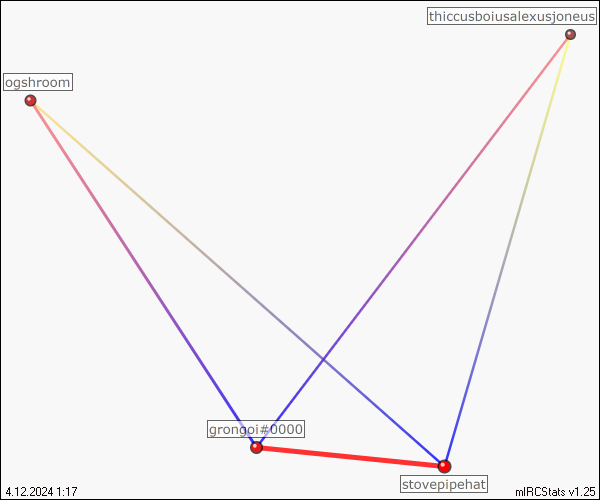 thiccusboiusalexusjoneus
ogshroom
grongoi#0000
stovepipehat
4.12.2024 1:17
mIRCStats v1.25